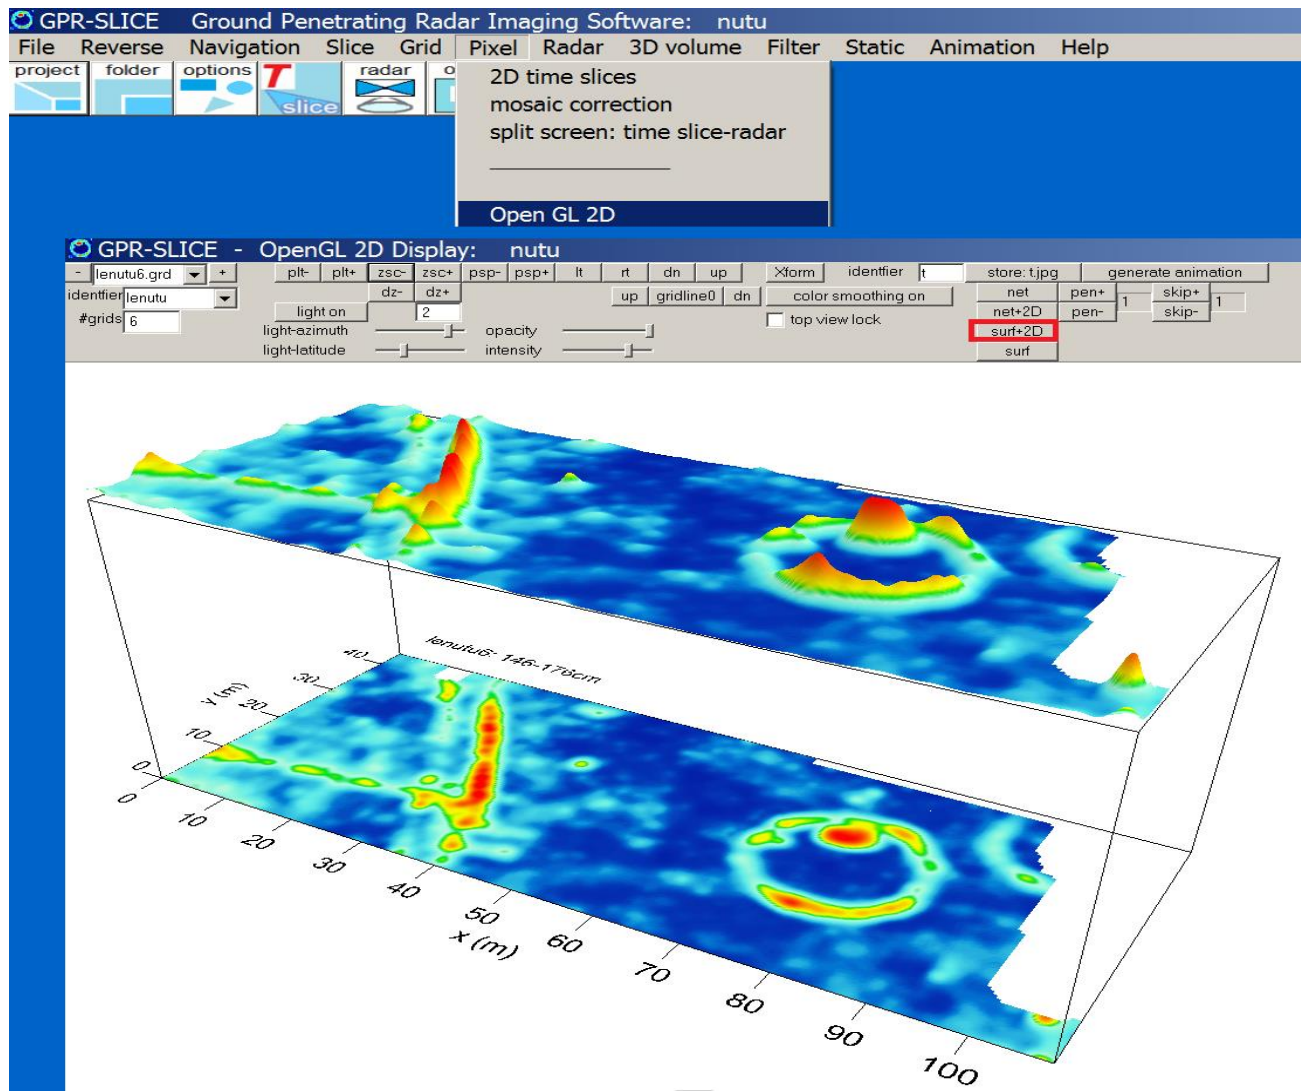 GPR-SLICE Ground Penetrating Radar Imaging Software: nutu
File Reverse Navigation Slice Grid Pixel Radar 3D volume Filter Static Animation Help
project folder options T slice radar o
2D time slices
mosaic correction
split screen: time slice-radar
Open GL 2D
GPR-SLICE - OpenGL 2D Display: nutu
- lenutu6.grd + plt- plt+ zsc- zsc+ psp- psp+ lt rt dn up Xform identfier t store: t.jpg generate animation
identfier lenutu dz- dz+ up gridline0 dn color smoothing on net pen+ 1 skip+ 1
#grids 6 light on 2 top view lock net+2D pen- skip-
light-azimuth opacity surf+2D
light-latitude intensity surf
lenutu6: 146-176cm
40
30
y (m)
20
10
0
0
10
20
30
40
50
x (m)
60
70
80
90
100